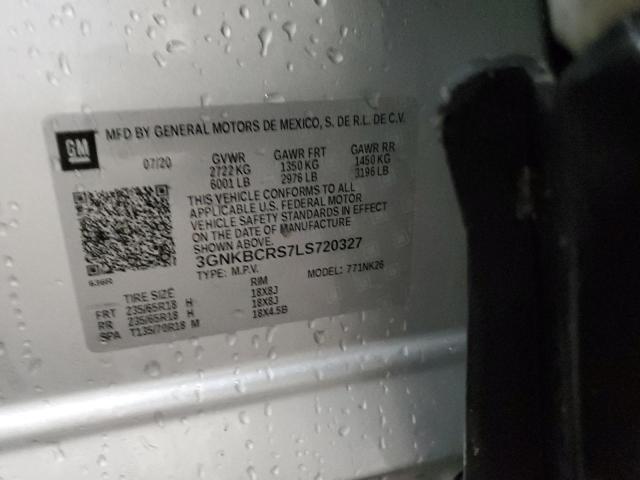 GM
MFD BY GENERAL MOTORS DE MEXICO, S. DE R.L. DE C.V.
07/20 GVWR GAWR FRT GAWR RR
2722 KG 1350 KG 1450 KG
6001 LB 2976 LB 3196 LB
THIS VEHICLE CONFORMS TO ALL
APPLICABLE U.S. FEDERAL MOTOR
VEHICLE SAFETY STANDARDS IN EFFECT
ON THE DATE OF MANUFACTURE
SHOWN ABOVE.
3GNKBCRS7LS720327
TYPE: M.P.V. MODEL: 771NK26
TIRE SIZE RIM
FRT 235/65R18 H 18X8J
RR 235/65R18 H 18X8J
SPA T135/70R18 M 18X4.5B